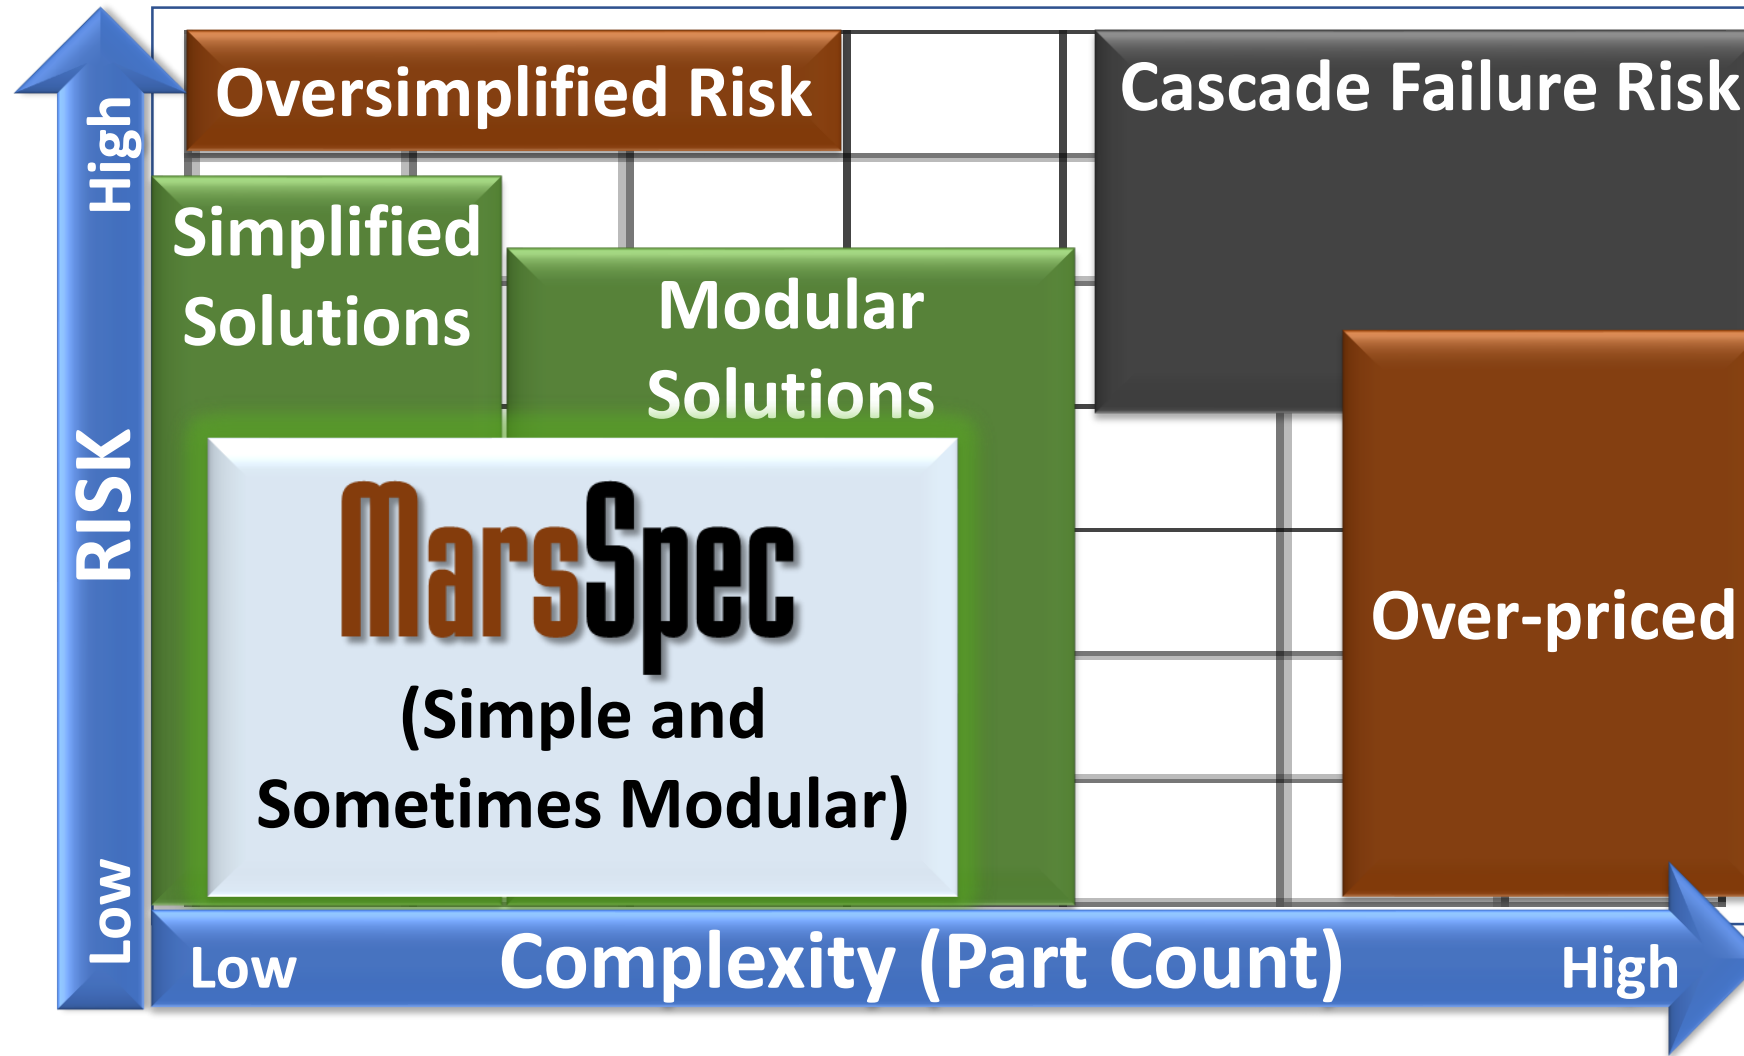 Oversimplified Risk
Cascade Failure Risk
High
Simplified
Solutions
Modular
Solutions
RISK
MarsSpec
(Simple and
Sometimes Modular)
Over-priced
Low
Low
Complexity (Part Count)
High